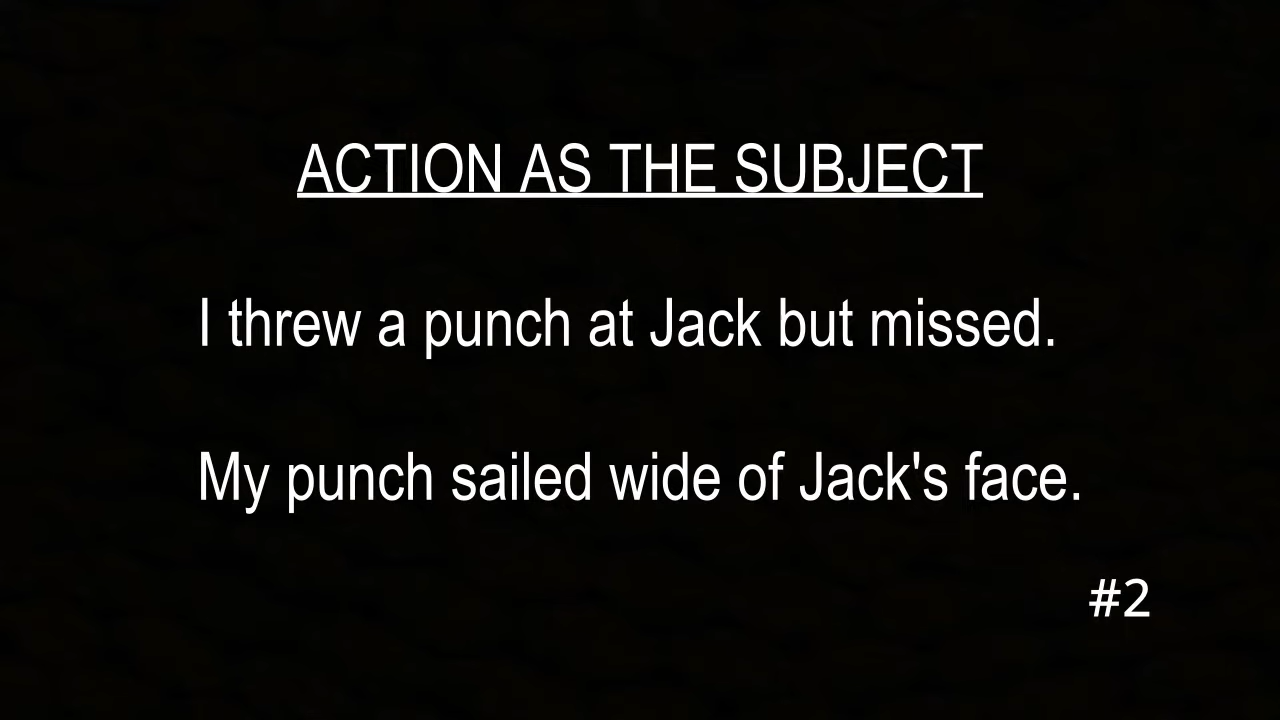 ACTION AS THE SUBJECT
I threw a punch at Jack but missed.
My punch sailed wide of Jack's face.
#2